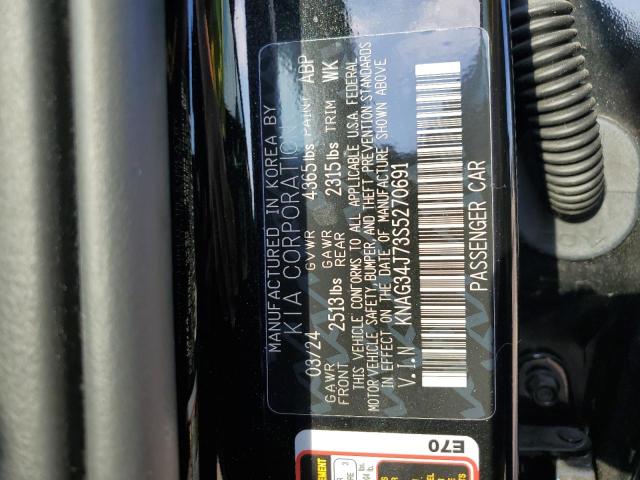 MANUFACTURED IN KOREA BY
KIA CORPORATION
03/24 GVWR 4365lbs PAINT ABP
GAWR FRONT 2513lbs GAWR REAR 2315lbs TRIM WK
THIS VEHICLE CONFORMS TO ALL APPLICABLE U.S.A. FEDERAL
MOTOR VEHICLE SAFETY, BUMPER, AND THEFT PREVENTION STANDARDS
IN EFFECT ON THE DATE OF MANUFACTURE SHOWN ABOVE
V.I.N KNAG34J73S5270691
PASSENGER CAR
E70